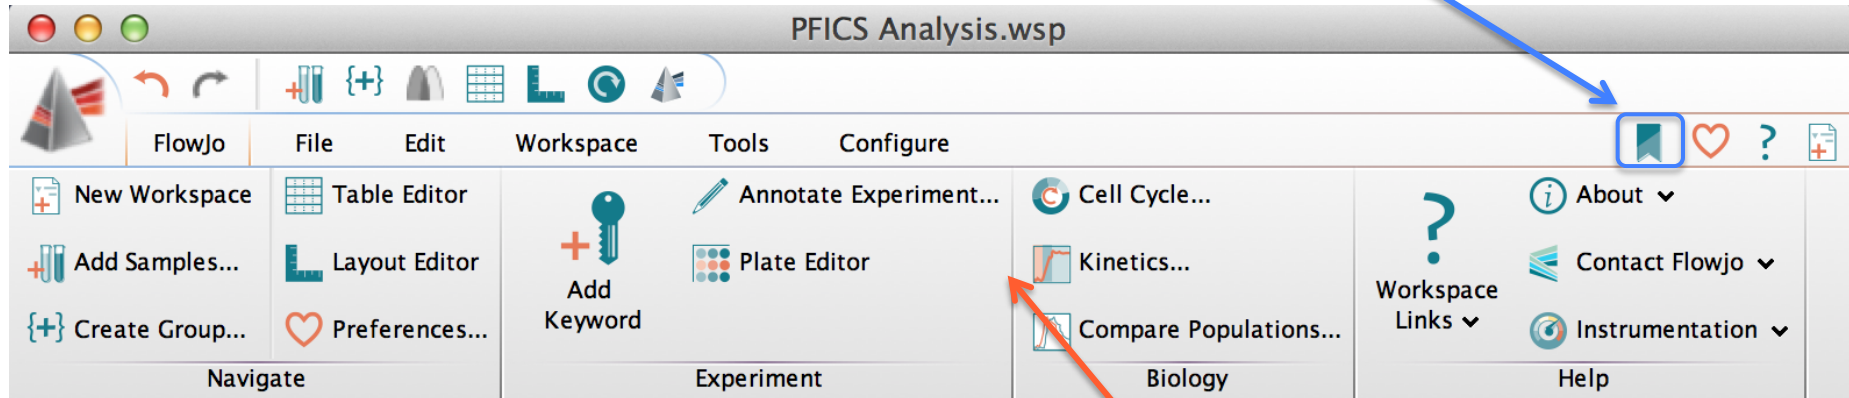 PFICS Analysis.wsp
FlowJo File Edit Workspace Tools Configure
New Workspace Table Editor Annotate Experiment... Cell Cycle... About
Add Samples... Layout Editor Plate Editor Kinetics... Contact FlowJo
Add Keyword
Workspace Links
Create Group... Preferences... Compare Populations... Instrumentation
Navigate Experiment Biology Help